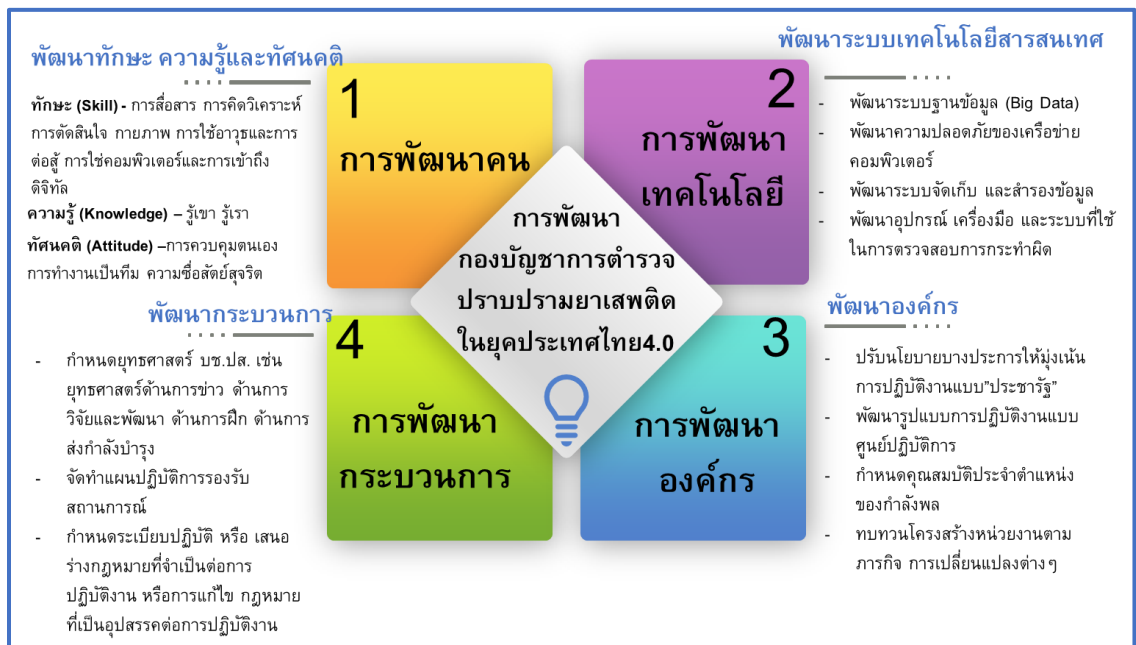 พัฒนาทักษะ ความรู้และทัศนคติ
ทักษะ (Skill) - การสื่อสาร การคิดวิเคราะห์
การตัดสินใจ กายภาพ การใช้อาวุธและการ
ต่อสู้ การใช่คอมพิวเตอร์และการเข้าถึง
ดิจิทัล
ความรู้ (Knowledge) – รู้เขา รู้เรา
ทัศนคติ (Attitude) –การควบคุมตนเอง
การทำงานเป็นทีม ความซื่อสัตย์สุจริต
1
การพัฒนาคน
พัฒนาระบบเทคโนโลยีสารสนเทศ
2
การพัฒนา
เทคโนโลยี
- พัฒนาระบบฐานข้อมูล (Big Data)
- พัฒนาความปลอดภัยของเครือข่าย
คอมพิวเตอร์
- พัฒนาระบบจัดเก็บ และสำรองข้อมูล
- พัฒนาอุปกรณ์ เครื่องมือ และระบบที่ใช้
ในการตรวจสอบการกระทำผิด
การพัฒนา
กองบัญชาการตำรวจ
ปราบปรามยาเสพติด
ในยุคประเทศไทย4.0
พัฒนาองค์กร
3
การพัฒนา
องค์กร
- ปรับนโยบายบางประการให้มุ่งเน้น
การปฏิบัติงานแบบ"ประชารัฐ"
- พัฒนารูปแบบการปฏิบัติงานแบบ
ศูนย์ปฏิบัติการ
- กำหนดคุณสมบัติประจำตำแหน่ง
ของกำลังพล
- ทบทวนโครงสร้างหน่วยงานตาม
ภารกิจ การเปลี่ยนแปลงต่างๆ
พัฒนากระบวนการ
4
การพัฒนา
กระบวนการ
- กำหนดยุทธศาสตร์ บช.ปส. เช่น
ยุทธศาสตร์ด้านการข่าว ด้านการ
วิจัยและพัฒนา ด้านการฝึก ด้านการ
ส่งกำลังบำรุง
- จัดทำแผนปฏิบัติการรองรับ
สถานการณ์
- กำหนดระเบียบปฏิบัติ หรือ เสนอ
ร่างกฎหมายที่จำเป็นต่อการ
ปฏิบัติงาน หรือการแก้ไข กฎหมาย
ที่เป็นอุปสรรคต่อการปฏิบัติงาน